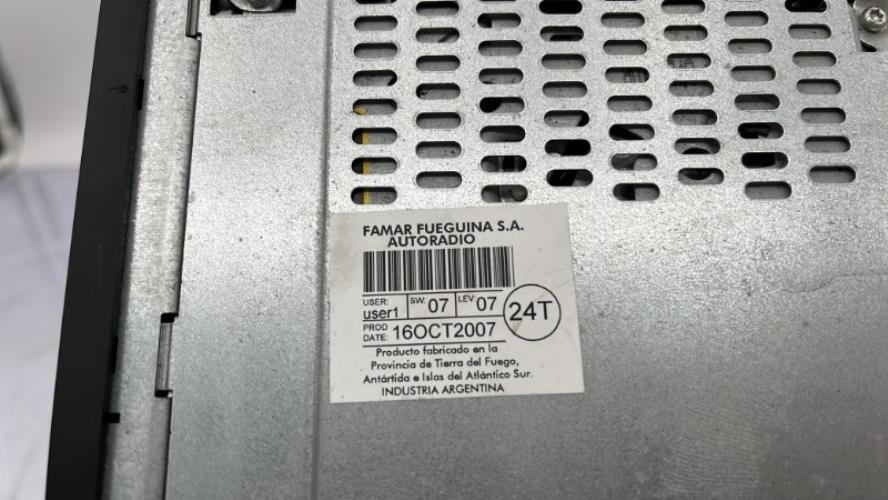 FAMAR FUEGUINA S.A.
AUTORADIO
USER: user1 SW: 07 LEV: 07
24T
PROD DATE: 16OCT2007
Producto fabricado en la
Provincia de Tierra del Fuego,
Antártida e Islas del Atlántico Sur.
INDUSTRIA ARGENTINA